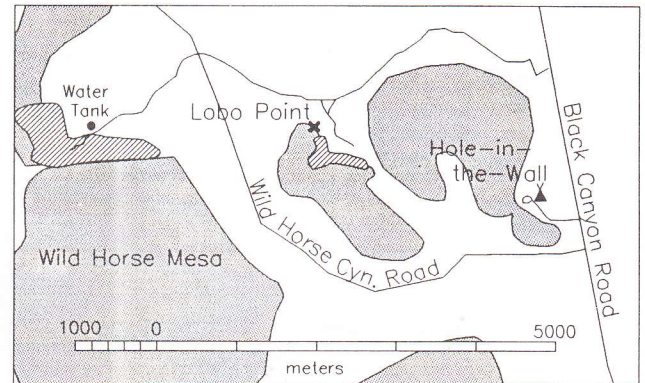 Water
Tank
Lobo Point
Hole-in-
the-Wall
Black Canyon Road
Wild Horse Cyn. Road
Wild Horse Mesa
1000 0 5000
meters